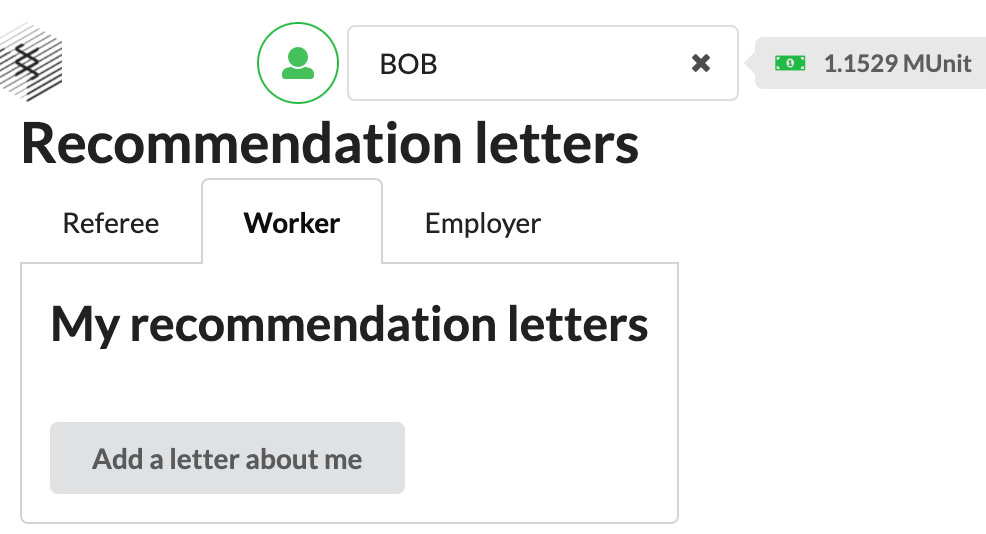 BOB
1.1529 MUnit
Recommendation letters
Referee
Worker
Employer
My recommendation letters
Add a letter about me